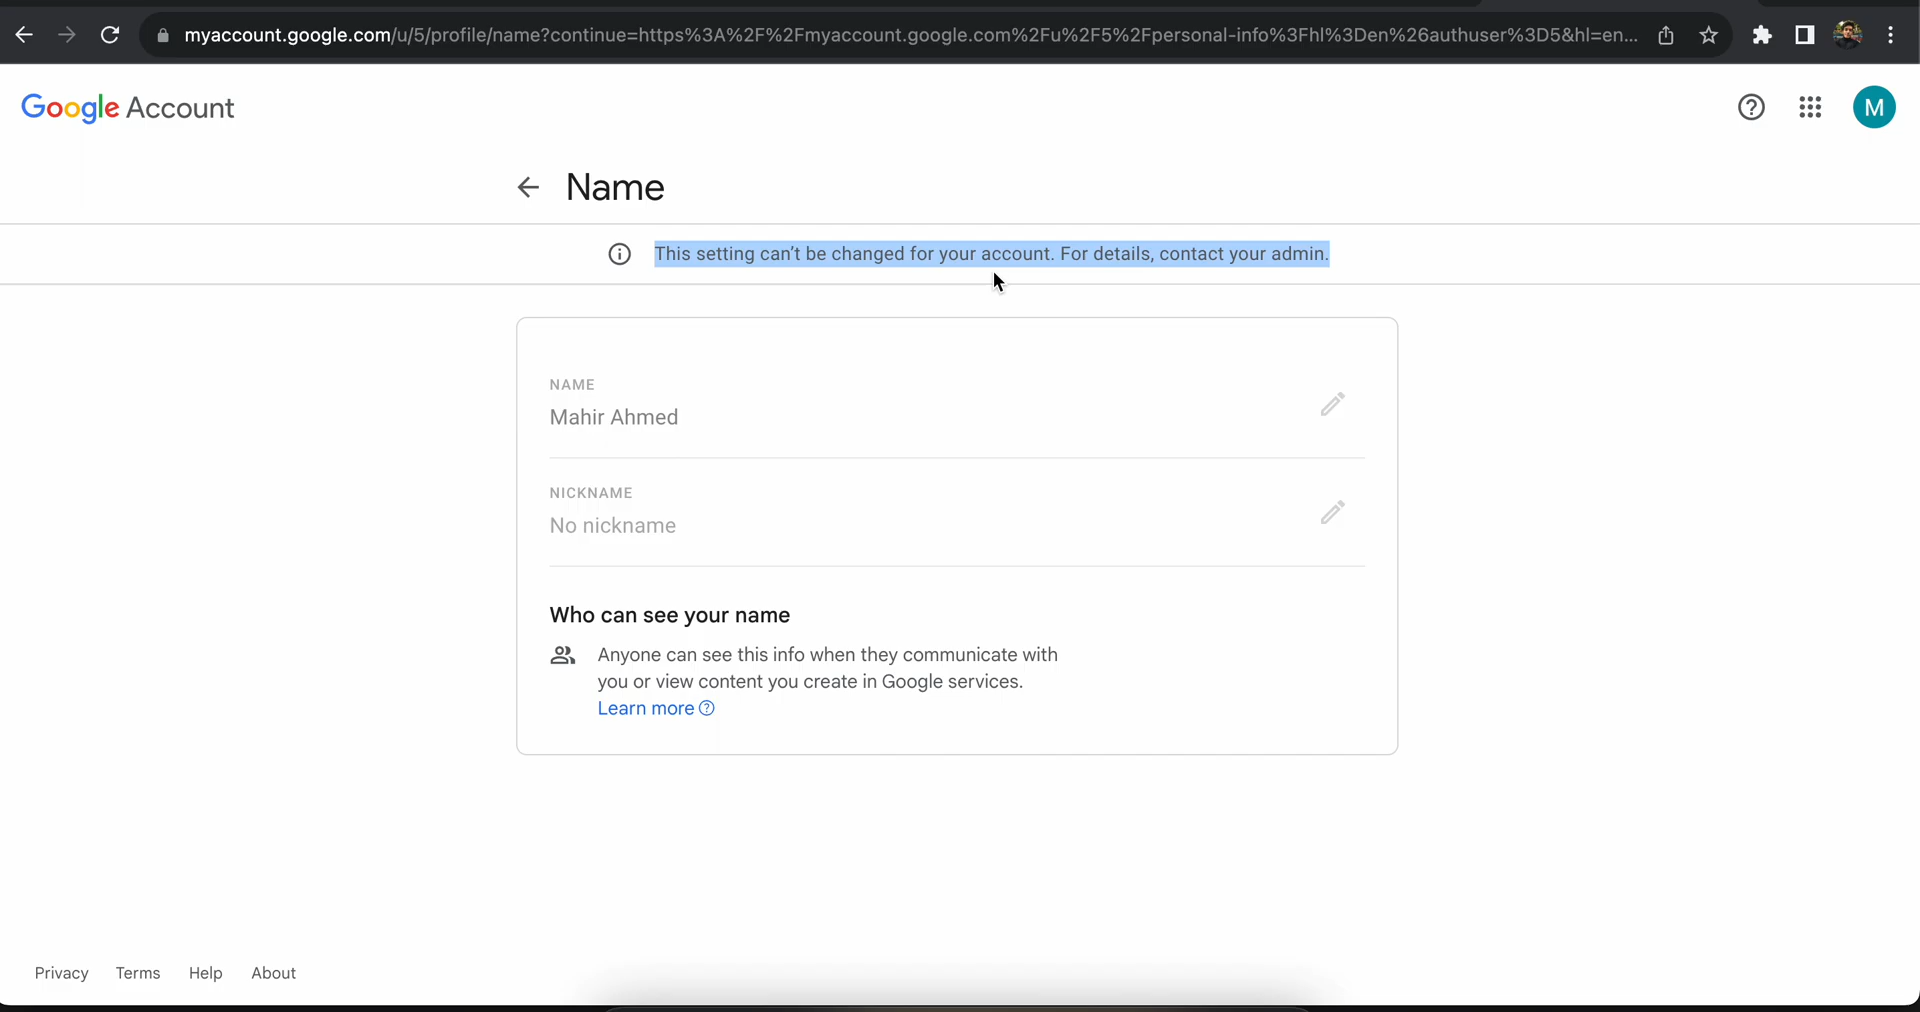 myaccount.google.com/u/5/profile/name?continue=https%3A%2F%2Fmyaccount.google.com%2Fu%2F5%2Fpersonal-info%3Fhl%3Den%26authuser%3D5&hl=en...
Google Account
M
Name
This setting can’t be changed for your account. For details, contact your admin.
NAME
Mahir Ahmed
NICKNAME
No nickname
Who can see your name
Anyone can see this info when they communicate with
you or view content you create in Google services.
Learn more
Privacy Terms Help About